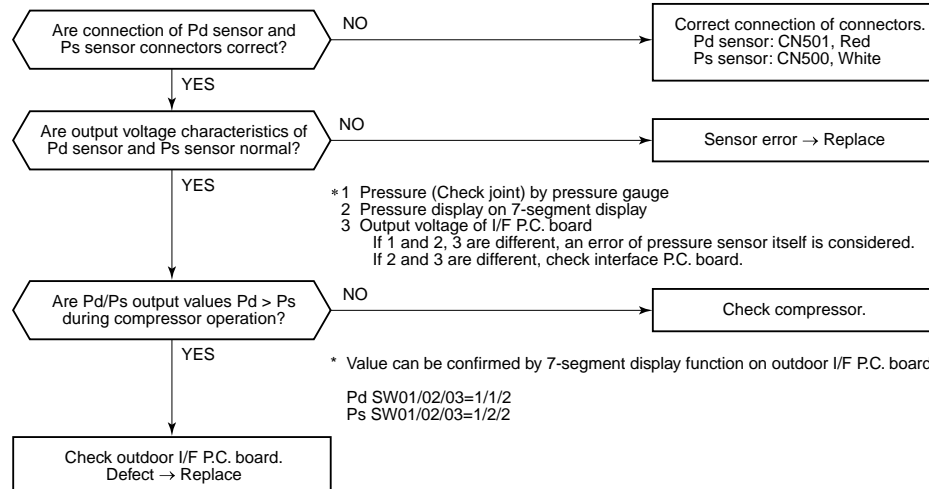 Are connection of Pd sensor and
Ps sensor connectors correct?
NO
Correct connection of connectors.
Pd sensor: CN501, Red
Ps sensor: CN500, White
YES
Are output voltage characteristics of
Pd sensor and Ps sensor normal?
NO
Sensor error → Replace
YES
*1 Pressure (Check joint) by pressure gauge
2 Pressure display on 7-segment display
3 Output voltage of I/F P.C. board
If 1 and 2, 3 are different, an error of pressure sensor itself is considered.
If 2 and 3 are different, check interface P.C. board.
Are Pd/Ps output values Pd > Ps
during compressor operation?
NO
Check compressor.
YES
* Value can be confirmed by 7-segment display function on outdoor I/F P.C. board
Pd SW01/02/03=1/1/2
Ps SW01/02/03=1/2/2
Check outdoor I/F P.C. board.
Defect → Replace